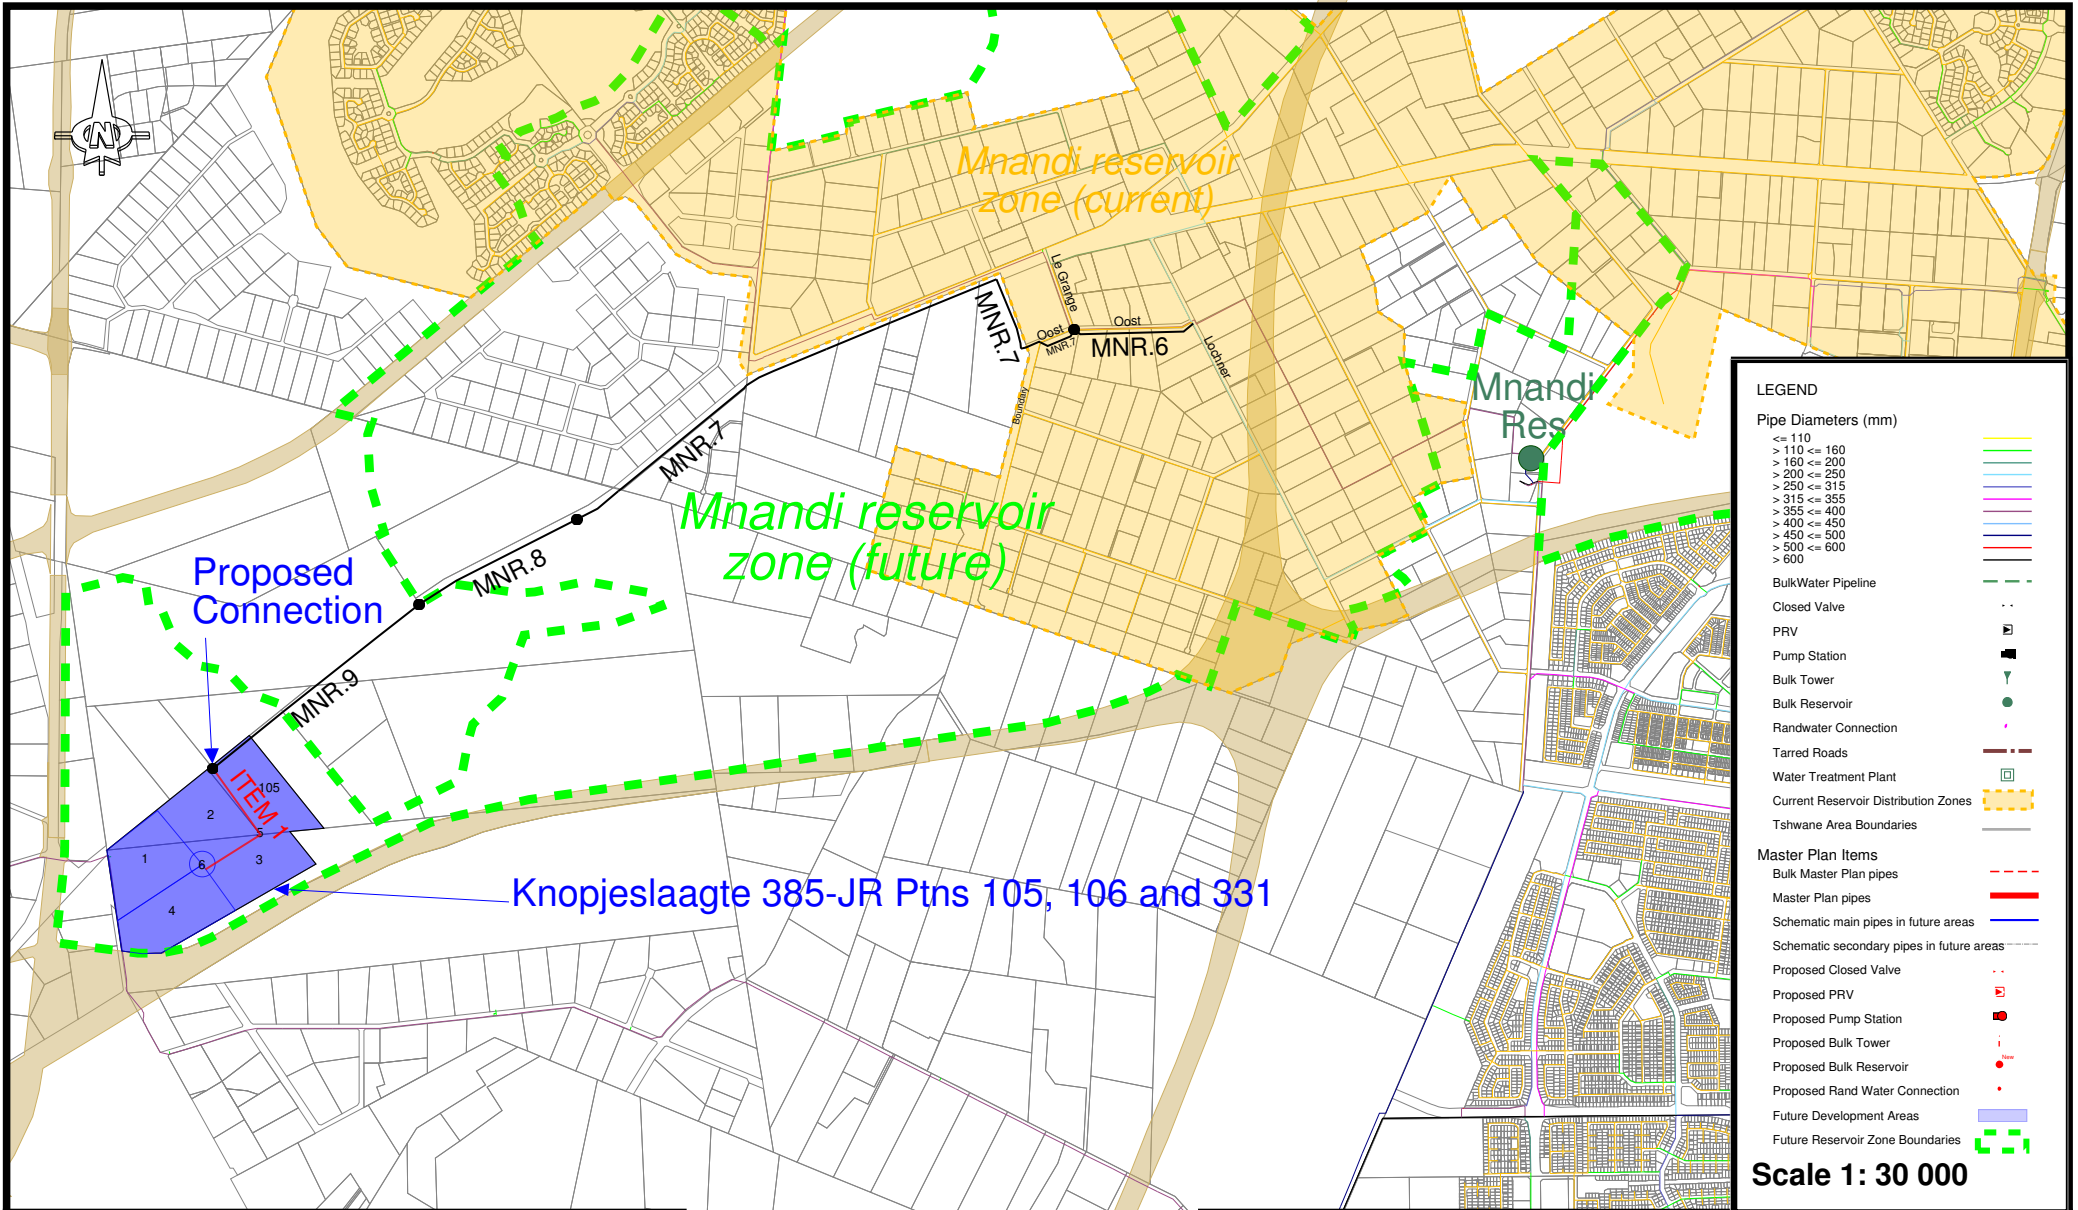 N
Mnandi reservoir
zone (current)
Le Grange
Oost
Oost
MNR.7
MNR.7
MNR.6
Lochner
Boundary
Mnandi
Res
MNR.7
Mnandi reservoir
zone (future)
MNR.8
Proposed
Connection
MNR.9
ITEM 1
105
2
5
1
6
3
4
Knopjeslaagte 385-JR Ptns 105, 106 and 331
LEGEND
Pipe Diameters (mm)
<= 110
> 110 <= 160
> 160 <= 200
> 200 <= 250
> 250 <= 315
> 315 <= 355
> 355 <= 400
> 400 <= 450
> 450 <= 500
> 500 <= 600
> 600
BulkWater Pipeline
Closed Valve
PRV
Pump Station
Bulk Tower
Bulk Reservoir
Randwater Connection
Tarred Roads
Water Treatment Plant
Current Reservoir Distribution Zones
Tshwane Area Boundaries
Master Plan Items
Bulk Master Plan pipes
Master Plan pipes
Schematic main pipes in future areas
Schematic secondary pipes in future areas
Proposed Closed Valve
Proposed PRV
Proposed Pump Station
Proposed Bulk Tower
New
Proposed Bulk Reservoir
Proposed Rand Water Connection
Future Development Areas
Future Reservoir Zone Boundaries
Scale 1: 30 000